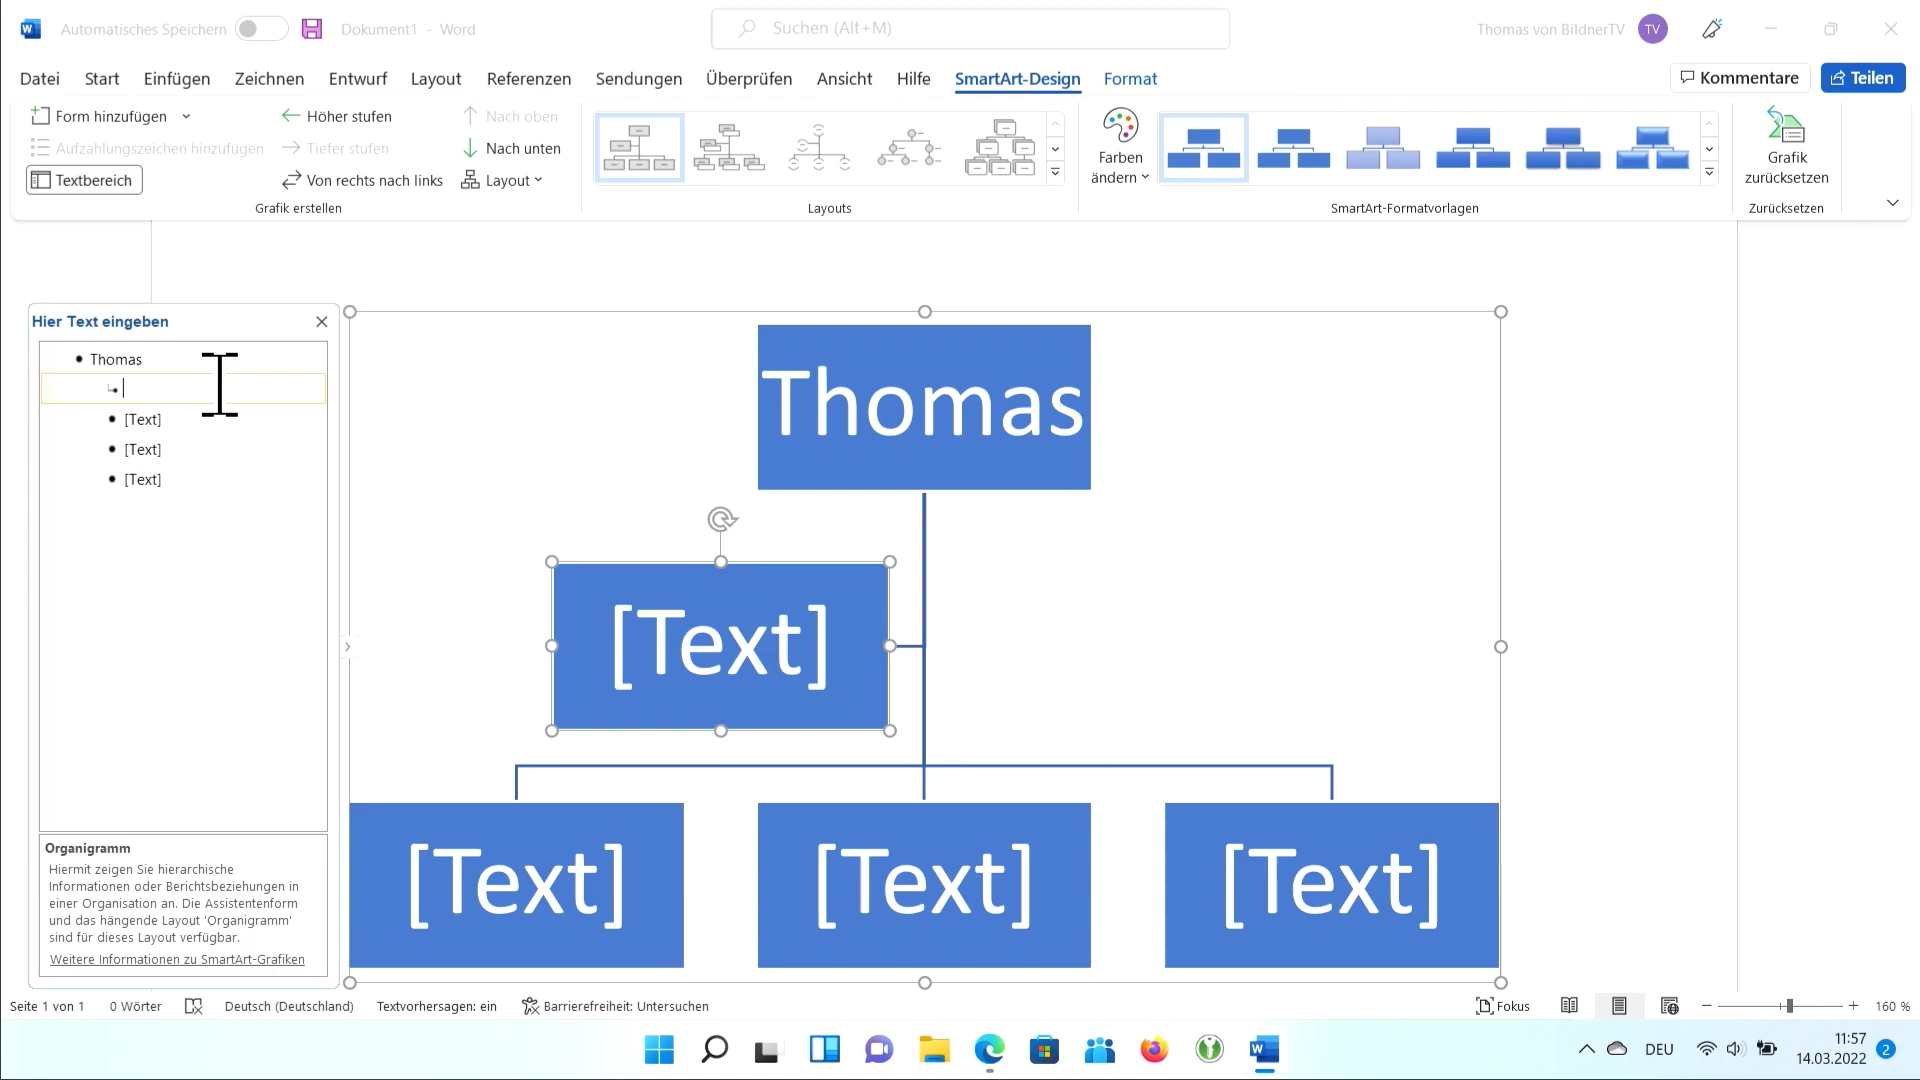 Automatisches Speichern
Dokument1 - Word
Suchen (Alt+M)
Thomas von BildnerTV
TV
Datei Start Einfügen Zeichnen Entwurf Layout Referenzen Sendungen Überprüfen Ansicht Hilfe SmartArt-Design Format
Kommentare
Teilen
Form hinzufügen
Höher stufen
Nach oben
Aufzählungszeichen hinzufügen
Tiefer stufen
Nach unten
Textbereich
Von rechts nach links
Layout
Grafik erstellen
Layouts
Farben
ändern
SmartArt-Formatvorlagen
Grafik
zurücksetzen
Zurücksetzen
Hier Text eingeben
Thomas
[Text]
[Text]
[Text]
Organigramm
Hiermit zeigen Sie hierarchische
Informationen oder Berichtsbeziehungen in
einer Organisation an. Die Assistentenform
und das hängende Layout 'Organigramm'
sind für dieses Layout verfügbar.
Weitere Informationen zu SmartArt-Grafiken
Thomas
[Text]
[Text]
[Text]
[Text]
Seite 1 von 1
0 Wörter
Deutsch (Deutschland)
Textvorhersagen: ein
Barrierefreiheit: Untersuchen
Fokus
160 %
DEU
11:57
14.03.2022
2